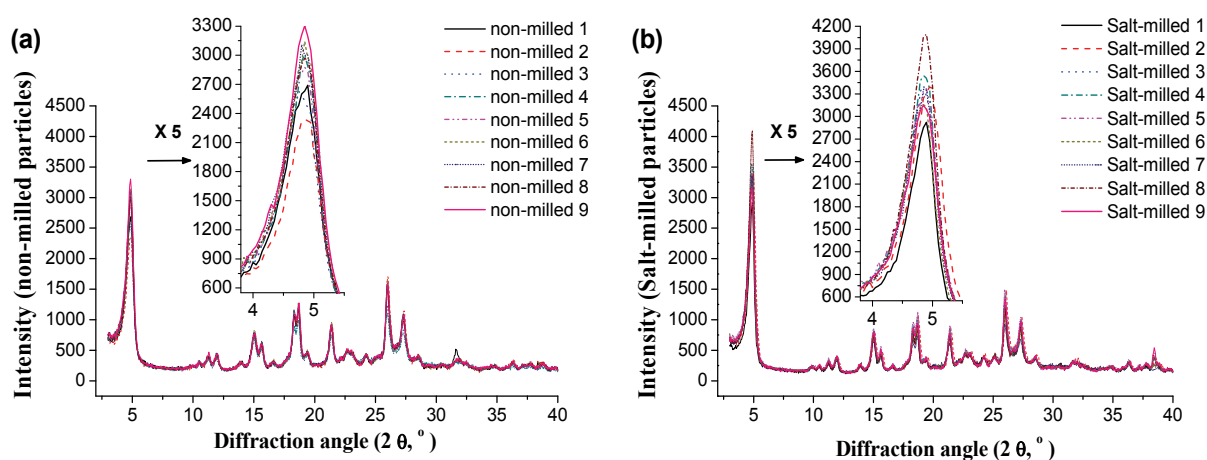 (a)
Intensity (non-milled particles)
4500
4000
3500
3000
2500
2000
1500
1000
500
0
X 5
3300
3000
2700
2400
2100
1800
1500
1200
900
600
4 5
non-milled 1
non-milled 2
non-milled 3
non-milled 4
non-milled 5
non-milled 6
non-milled 7
non-milled 8
non-milled 9
5 10 15 20 25 30 35 40
Diffraction angle (2 θ, °)
(b)
Intensity (Salt-milled particles)
4500
4000
3500
3000
2500
2000
1500
1000
500
0
X 5
4200
3900
3600
3300
3000
2700
2400
2100
1800
1500
1200
900
600
4 5
Salt-milled 1
Salt-milled 2
Salt-milled 3
Salt-milled 4
Salt-milled 5
Salt-milled 6
Salt-milled 7
Salt-milled 8
Salt-milled 9
5 10 15 20 25 30 35 40
Diffraction angle (2 θ, °)